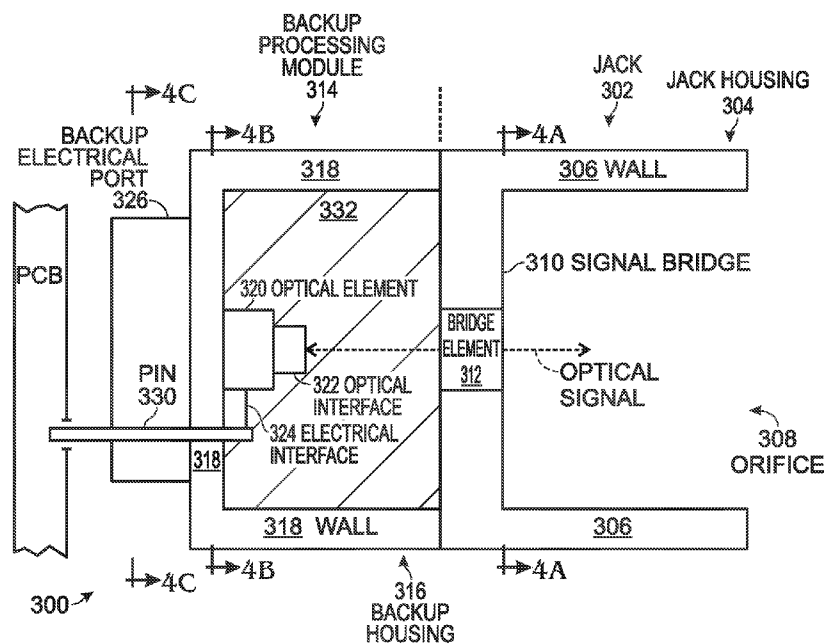 BACKUP
PROCESSING
MODULE
314
JACK
302
JACK HOUSING
304
4C
4B
4A
BACKUP
ELECTRICAL
PORT
326
318
306 WALL
332
PCB
310 SIGNAL BRIDGE
320 OPTICAL ELEMENT
BRIDGE
ELEMENT
312
PIN
330
322 OPTICAL
INTERFACE
OPTICAL
SIGNAL
324 ELECTRICAL
INTERFACE
308
ORIFICE
318
318 WALL
306
4C
4B
4A
300
316
BACKUP
HOUSING